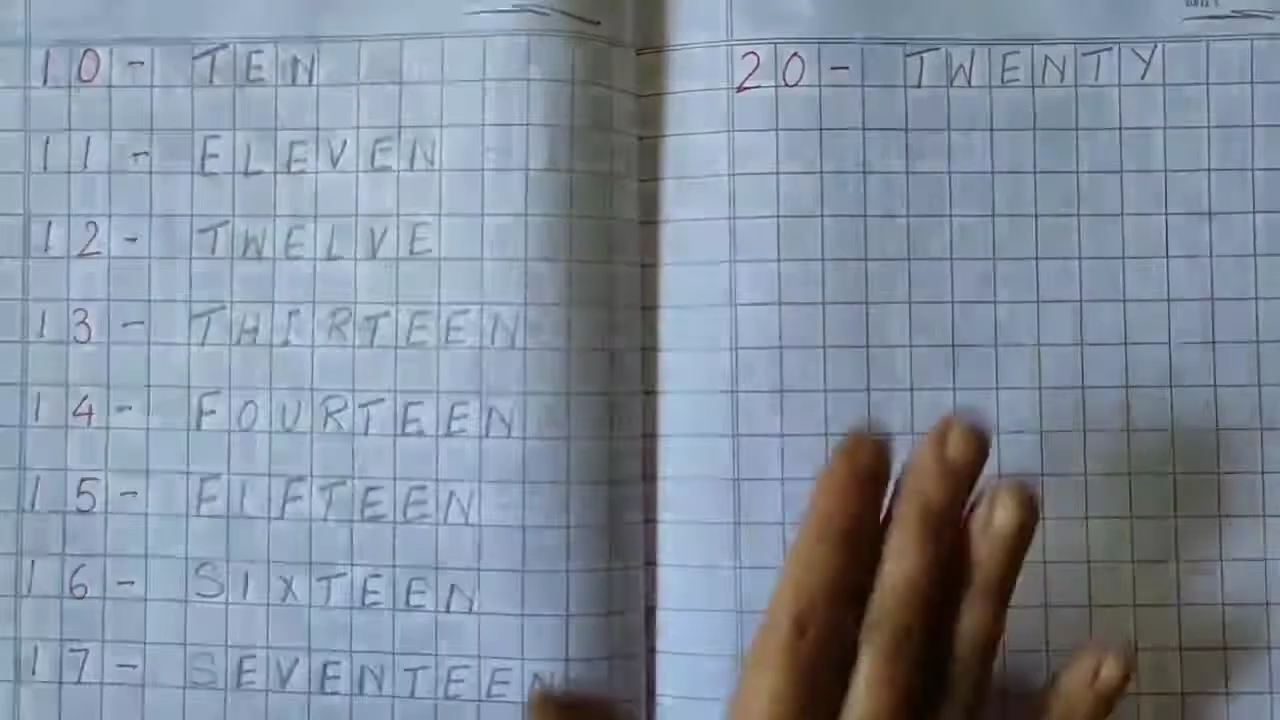 10- TEN
11- ELEVEN
12- TWELVE
13- THIRTEEN
14- FOURTEEN
15- FIFTEEN
16- SIXTEEN
17- SEVENTEEN
20- TWENTY